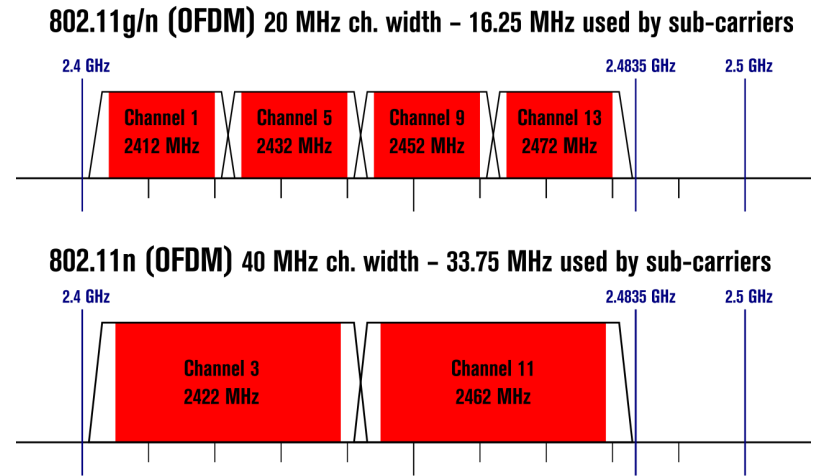 802.11g/n (OFDM) 20 MHz ch. width – 16.25 MHz used by sub-carriers
2.4 GHz 2.4835 GHz 2.5 GHz
Channel 1 Channel 5 Channel 9 Channel 13
2412 MHz 2432 MHz 2452 MHz 2472 MHz
802.11n (OFDM) 40 MHz ch. width – 33.75 MHz used by sub-carriers
2.4 GHz 2.4835 GHz 2.5 GHz
Channel 3 Channel 11
2422 MHz 2462 MHz